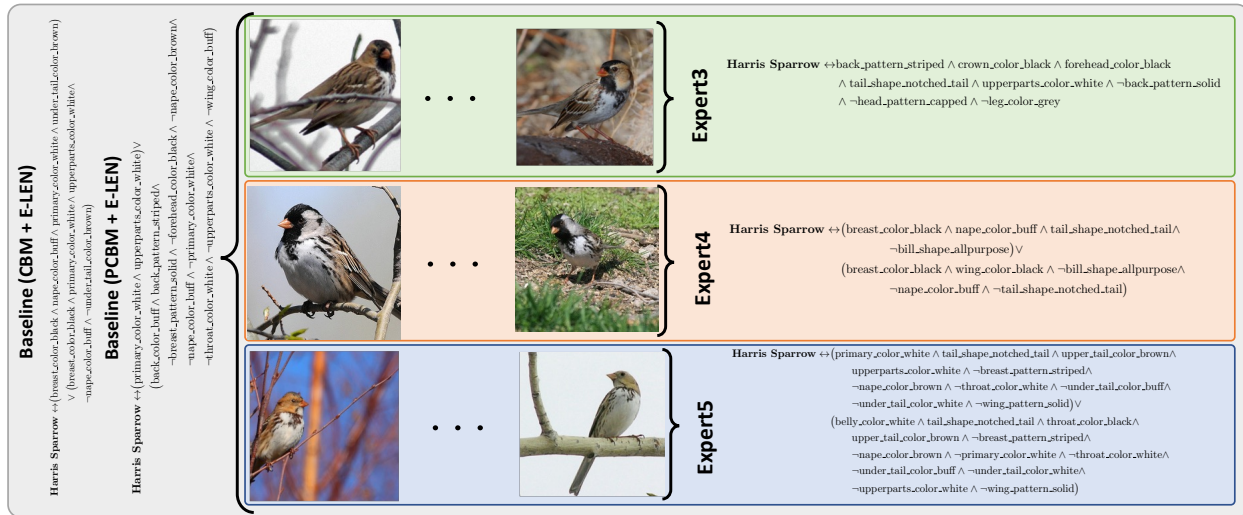 Baseline (CBM + E-LEN)
Harris Sparrow ↔(breast_color_black ∧ nape_color_buff ∧ primary_color_white ∧ under_tail_color_brown)
∨ (breast_color_black ∧ primary_color_white ∧ upperparts_color_white∧
¬nape_color_buff ∧ ¬under_tail_color_brown)
Baseline (PCBM + E-LEN)
Harris Sparrow ↔(primary_color_white ∧ upperparts_color_white)∨
(back_color_buff ∧ back_pattern_striped∧
¬breast_pattern_solid ∧ ¬forehead_color_black ∧ ¬nape_color_brown∧
¬nape_color_buff ∧ ¬primary_color_white∧
¬throat_color_white ∧ ¬upperparts_color_white ∧ ¬wing_color_buff)
• • •
Expert3
Harris Sparrow ↔back_pattern_striped ∧ crown_color_black ∧ forehead_color_black
∧ tail_shape_notched_tail ∧ upperparts_color_white ∧ ¬back_pattern_solid
∧ ¬head_pattern_capped ∧ ¬leg_color_grey
• • •
Expert4
Harris Sparrow ↔(breast_color_black ∧ nape_color_buff ∧ tail_shape_notched_tail∧
¬bill_shape_allpurpose)∨
(breast_color_black ∧ wing_color_black ∧ ¬bill_shape_allpurpose∧
¬nape_color_buff ∧ ¬tail_shape_notched_tail)
• • •
Expert5
Harris Sparrow ↔(primary_color_white ∧ tail_shape_notched_tail ∧ upper_tail_color_brown∧
upperparts_color_white ∧ ¬breast_pattern_striped∧
¬nape_color_brown ∧ ¬throat_color_white ∧ ¬under_tail_color_buff∧
¬under_tail_color_white ∧ ¬wing_pattern_solid)∨
(belly_color_white ∧ tail_shape_notched_tail ∧ throat_color_black∧
upper_tail_color_brown ∧ ¬breast_pattern_striped∧
¬nape_color_brown ∧ ¬primary_color_white ∧ ¬throat_color_white∧
¬under_tail_color_buff ∧ ¬under_tail_color_white∧
¬upperparts_color_white ∧ ¬wing_pattern_solid)